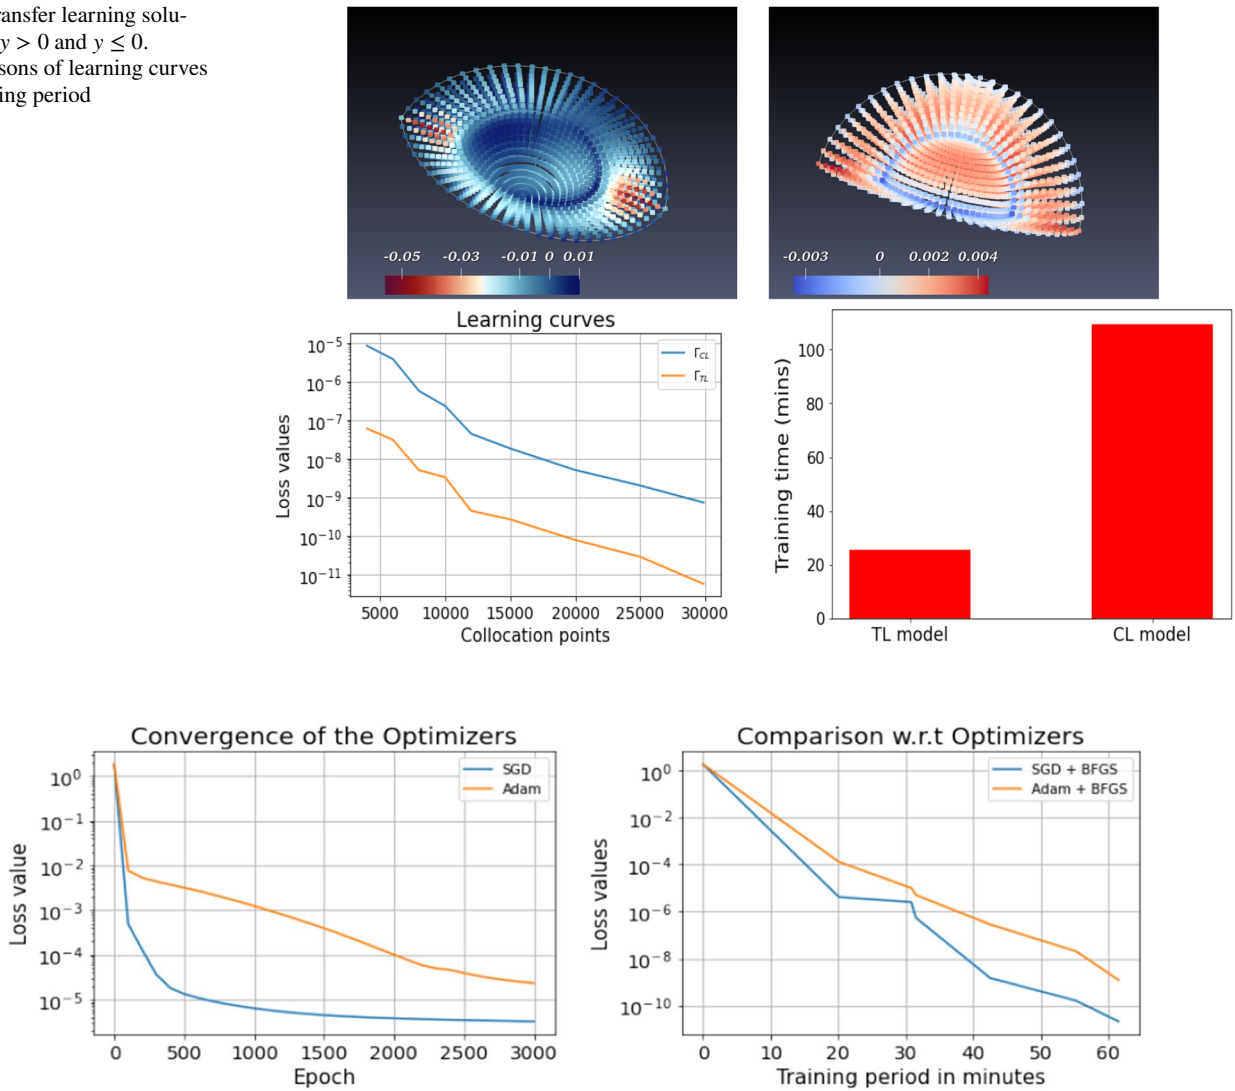 ransfer learning solu-
y > 0 and y ≤ 0.
sons of learning curves
ing period
-0.05 -0.03 -0.01 0 0.01
-0.003 0 0.002 0.004
Learning curves
Γ_CL
Γ_TL
10^-5
10^-6
10^-7
10^-8
10^-9
10^-10
10^-11
Loss values
5000 10000 15000 20000 25000 30000
Collocation points
100
80
60
40
20
0
Training time (mins)
TL model CL model
Convergence of the Optimizers
SGD
Adam
10^0
10^-1
10^-2
10^-3
10^-4
10^-5
Loss value
0 500 1000 1500 2000 2500 3000
Epoch
Comparison w.r.t Optimizers
SGD + BFGS
Adam + BFGS
10^0
10^-2
10^-4
10^-6
10^-8
10^-10
Loss values
0 10 20 30 40 50 60
Training period in minutes